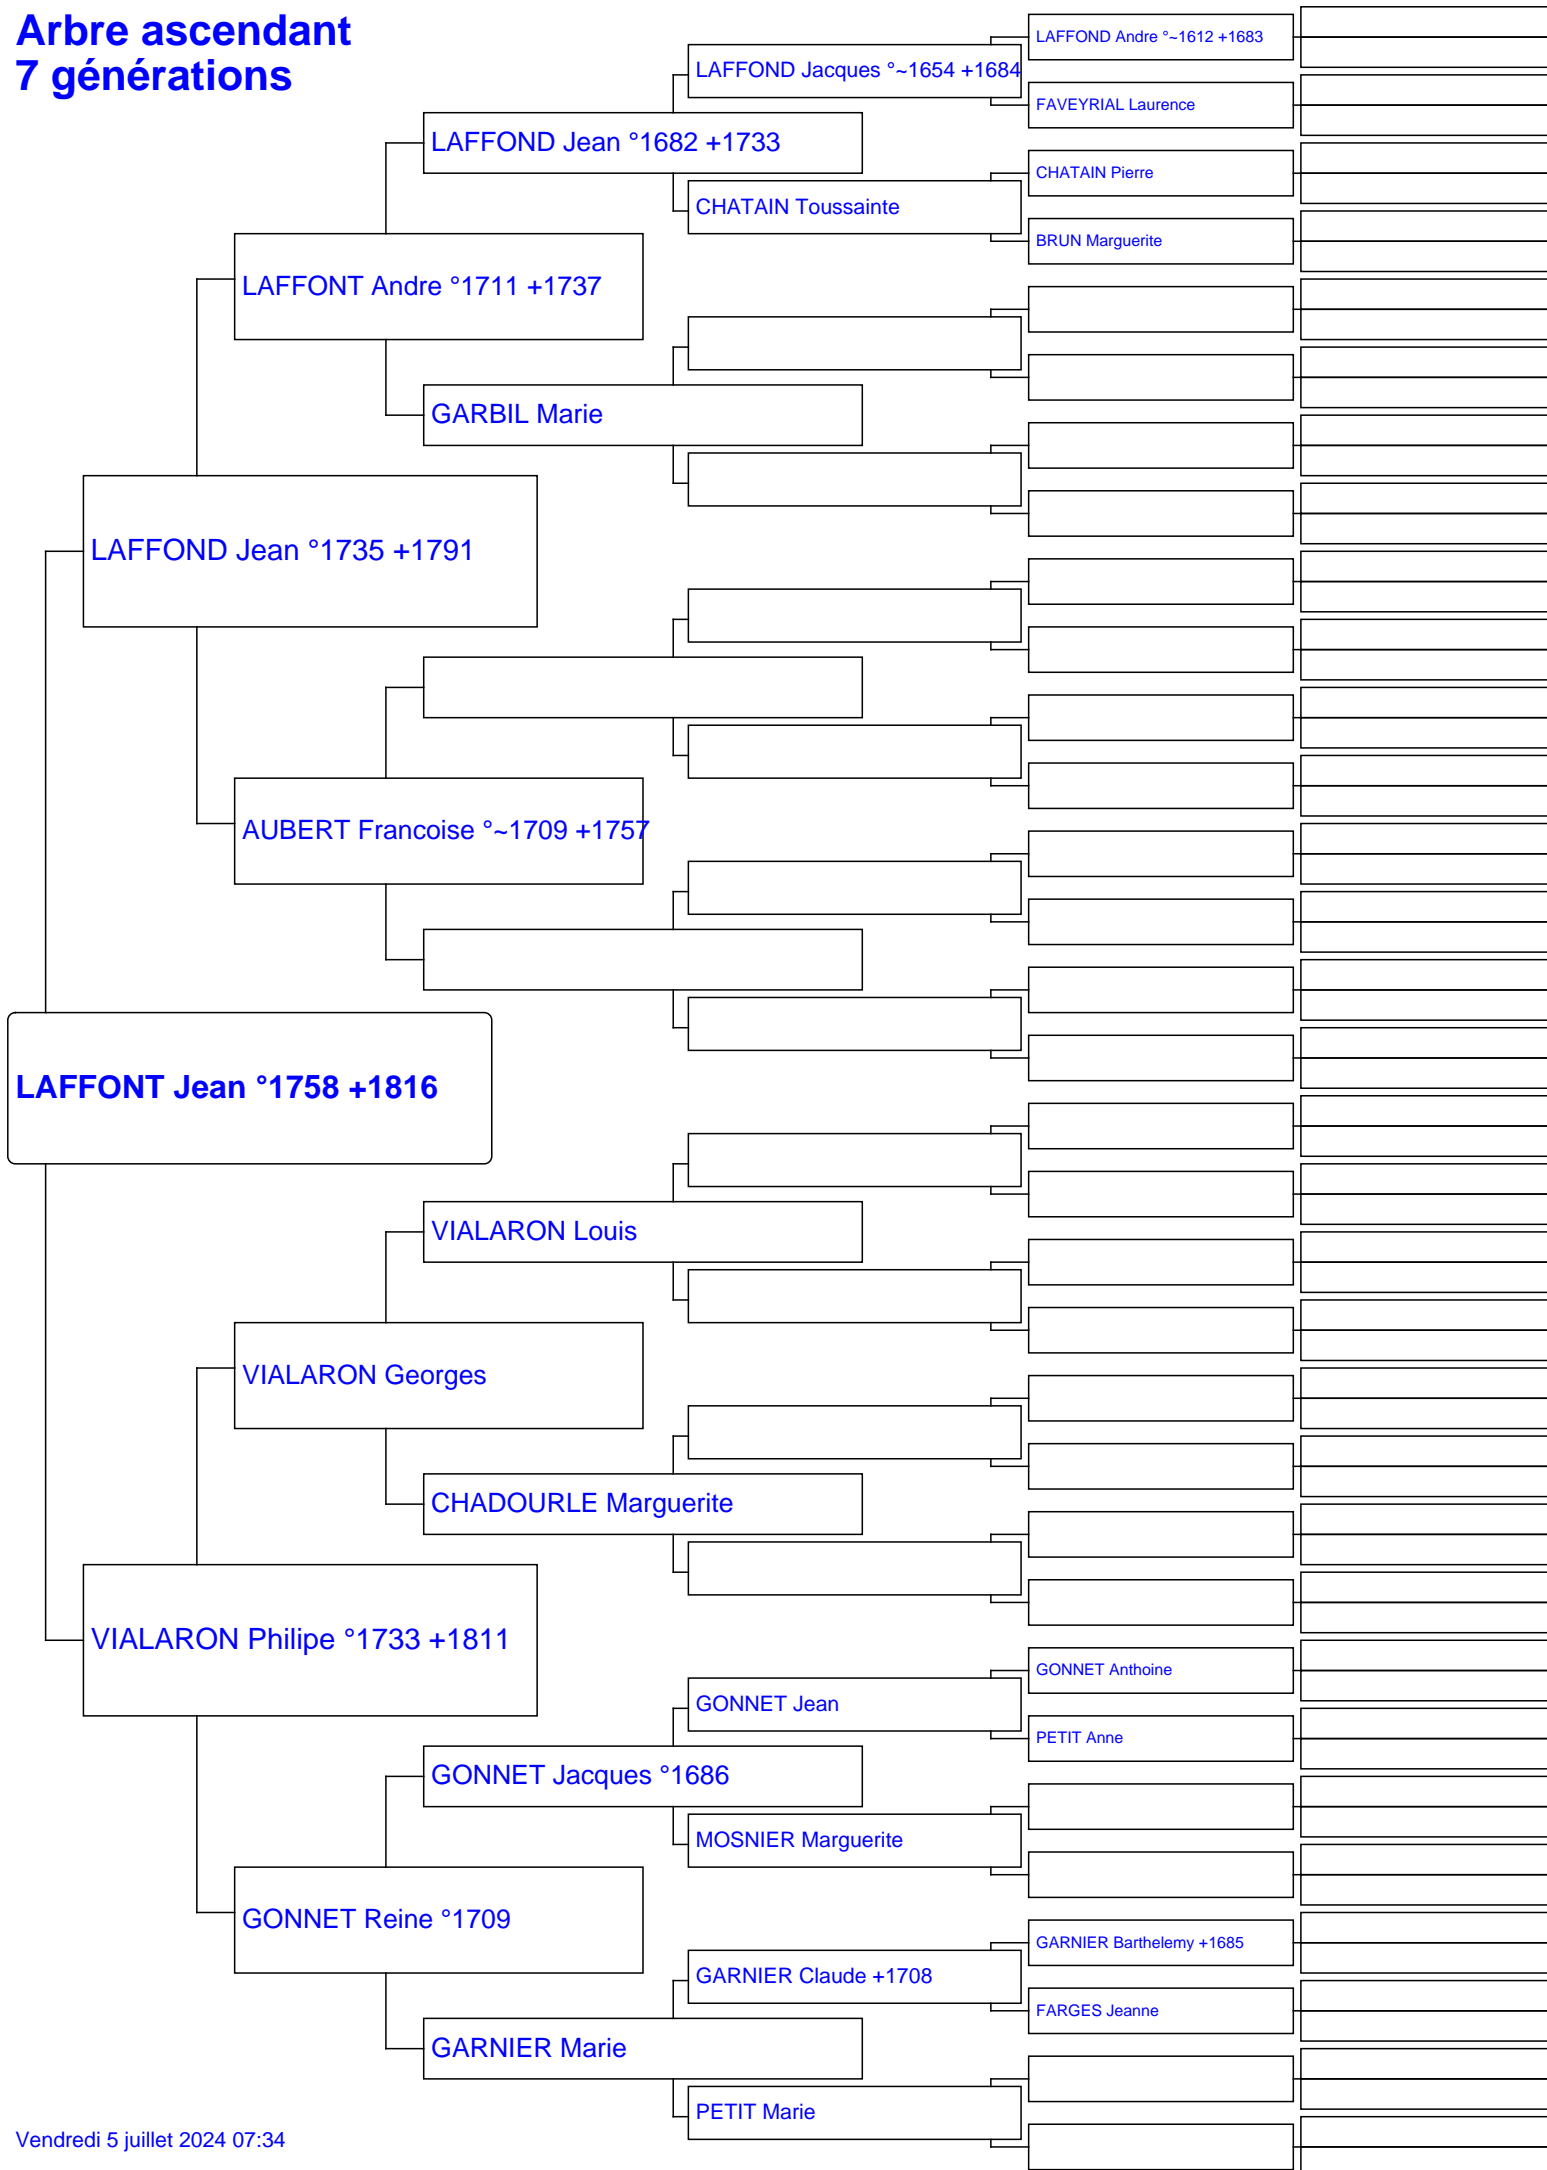 Arbre ascendant
7 générations
LAFFOND Andre °~1612 +1683
LAFFOND Jacques °~1654 +1684
FAVEYRIAL Laurence
LAFFOND Jean °1682 +1733
CHATAIN Pierre
CHATAIN Toussainte
BRUN Marguerite
LAFFONT Andre °1711 +1737
GARBIL Marie
LAFFOND Jean °1735 +1791
AUBERT Francoise °~1709 +1757
LAFFONT Jean °1758 +1816
VIALARON Louis
VIALARON Georges
CHADOURLE Marguerite
VIALARON Philipe °1733 +1811
GONNET Anthoine
GONNET Jean
PETIT Anne
GONNET Jacques °1686
MOSNIER Marguerite
GONNET Reine °1709
GARNIER Barthelemy +1685
GARNIER Claude +1708
FARGES Jeanne
GARNIER Marie
PETIT Marie
Vendredi 5 juillet 2024 07:34